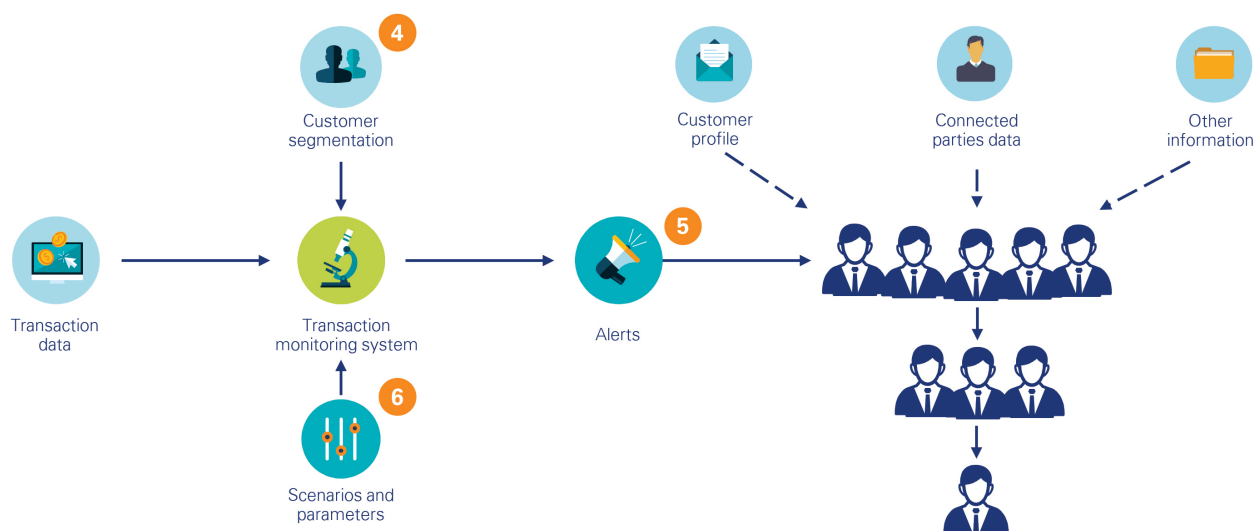 4
Customer
segmentation
Customer
profile
Connected
parties data
Other
information
5
Transaction
data
Transaction
monitoring system
Alerts
6
Scenarios and
parameters